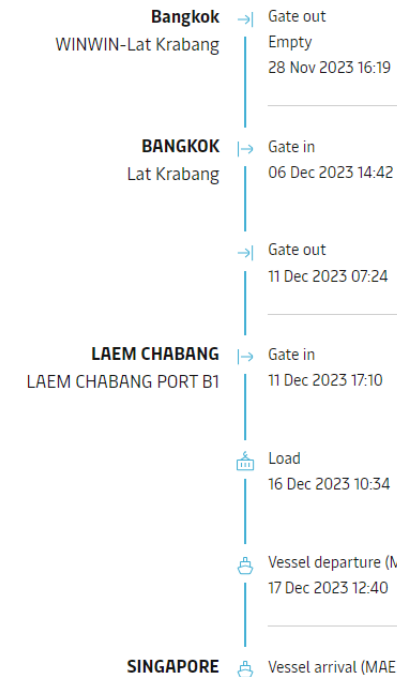 Bangkok
WINWIN-Lat Krabang
Gate out
Empty
28 Nov 2023 16:19
BANGKOK
Lat Krabang
Gate in
06 Dec 2023 14:42
Gate out
11 Dec 2023 07:24
LAEM CHABANG
LAEM CHABANG PORT B1
Gate in
11 Dec 2023 17:10
Load
16 Dec 2023 10:34
Vessel departure (M
17 Dec 2023 12:40
SINGAPORE
Vessel arrival (MAE